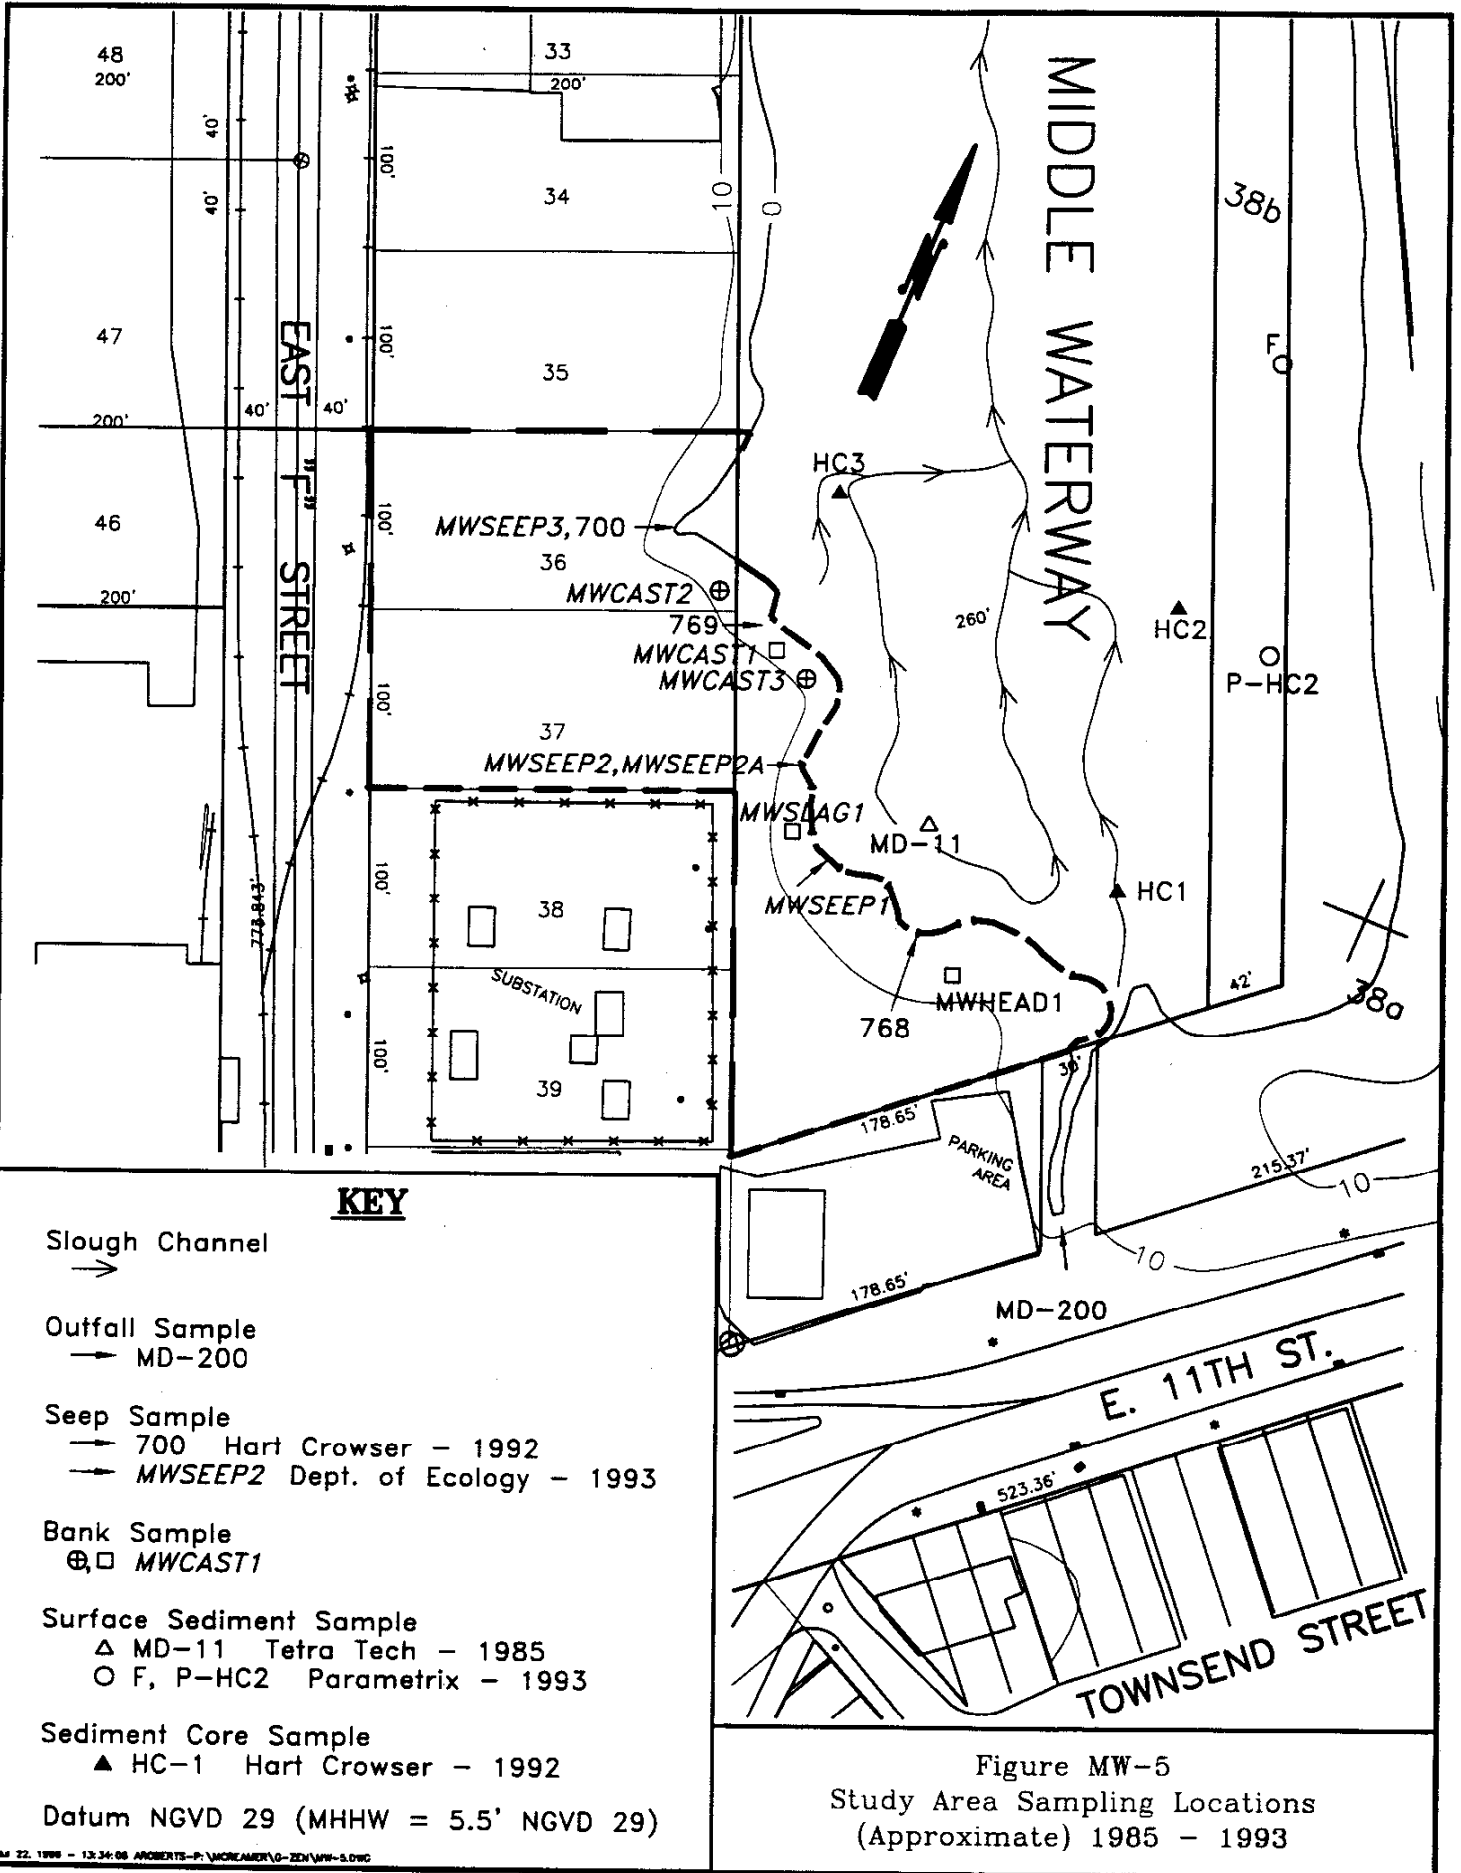 48
200'
33
200'
40'
40'
100'
34
10
0
MIDDLE WATERWAY
38b
47
EAST "F" STREET
100'
35
F
200'
40'
40'
HC3
46
100'
MWSEEP3,700
36
200'
MWCAST2
769
260'
HC2
MWCAST1
MWCAST3
P-HC2
100'
37
MWSEEP2,MWSEEP2A
MWSLAG1
MD-11
100'
MWSEEP1
HC1
773.843'
38
SUBSTATION
42'
38a
MWHEAD1
768
100'
39
30'
178.65'
PARKING
AREA
215.37'
10
10
178.65'
MD-200
E. 11TH ST.
523.36'
TOWNSEND STREET
KEY
Slough Channel
Outfall Sample
MD-200
Seep Sample
700 Hart Crowser - 1992
MWSEEP2 Dept. of Ecology - 1993
Bank Sample
⊕,□ MWCAST1
Surface Sediment Sample
△ MD-11 Tetra Tech - 1985
○ F, P-HC2 Parametrix - 1993
Sediment Core Sample
▲ HC-1 Hart Crowser - 1992
Datum NGVD 29 (MHHW = 5.5' NGVD 29)
Figure MW-5
Study Area Sampling Locations
(Approximate) 1985 - 1993